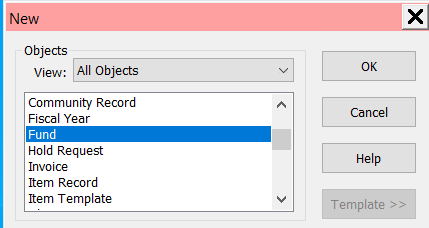 New
Objects
View: All Objects
OK
Community Record
Fiscal Year
Cancel
Fund
Hold Request
Help
Invoice
Item Record
Item Template
Template >>